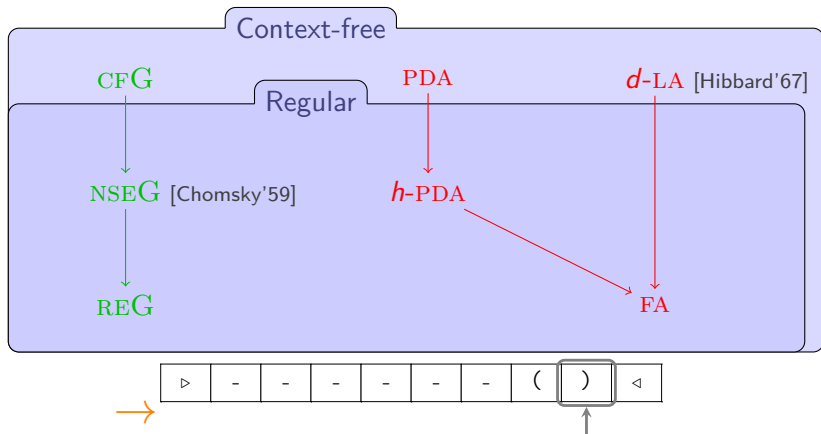 Context-free
CFG PDA d-LA [Hibbard'67]
Regular
NSEG [Chomsky'59] h-PDA
REG FA
▷ - - - - - - ( ) ◁